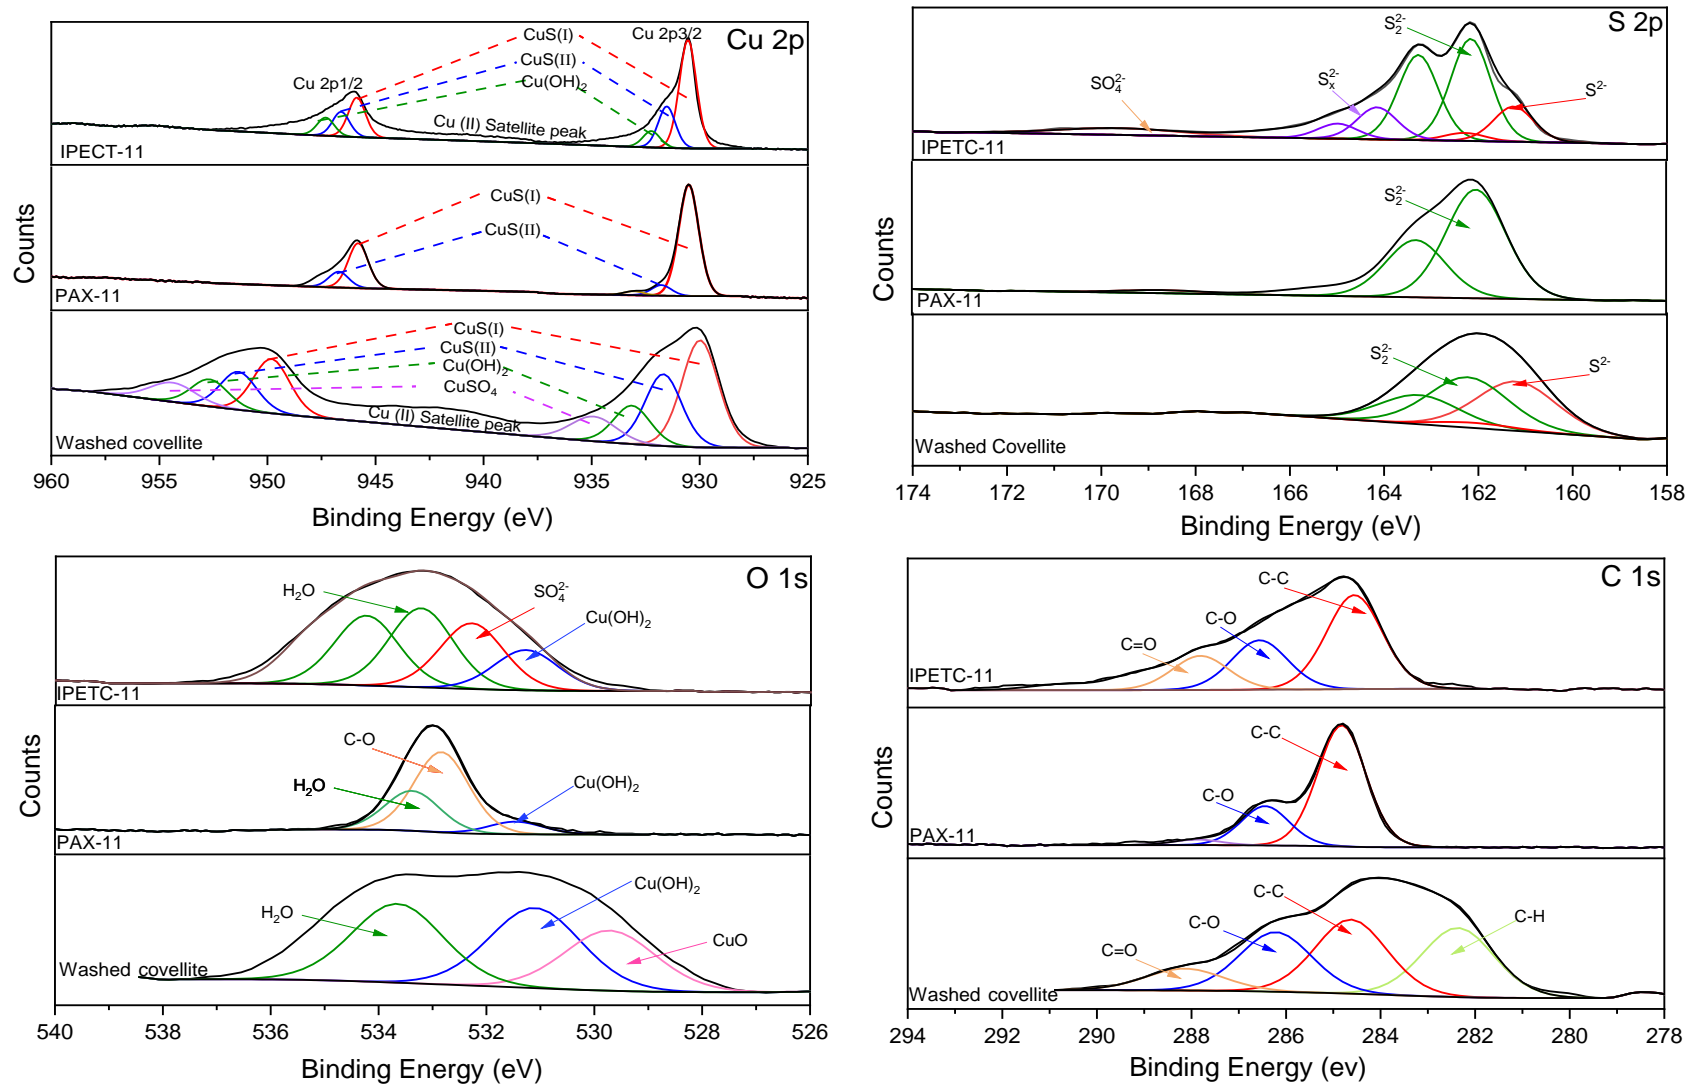 Cu 2p
CuS(I)
Cu 2p3/2
CuS(II)
Cu 2p1/2
Cu(OH)2
Cu (II) Satellite peak
IPECT-11
CuS(I)
CuS(II)
PAX-11
CuS(I)
CuS(II)
Cu(OH)2
CuSO4
Cu (II) Satellite peak
Washed covellite
Counts
960 955 950 945 940 935 930 925
Binding Energy (eV)
S 2p
S2 2-
SO4 2-
Sx 2-
S2-
IPETC-11
S2 2-
PAX-11
S2 2-
S2-
Washed Covellite
Counts
174 172 170 168 166 164 162 160 158
Binding Energy (eV)
O 1s
H2O
SO4 2-
Cu(OH)2
IPETC-11
C-O
H2O
Cu(OH)2
PAX-11
Cu(OH)2
H2O
CuO
Washed covellite
Counts
540 538 536 534 532 530 528 526
Binding Energy (eV)
C 1s
C-C
C-O
C=O
IPETC-11
C-C
C-O
PAX-11
C-C
C-O
C-H
C=O
Washed covellite
Counts
294 292 290 288 286 284 282 280 278
Binding Energy (ev)